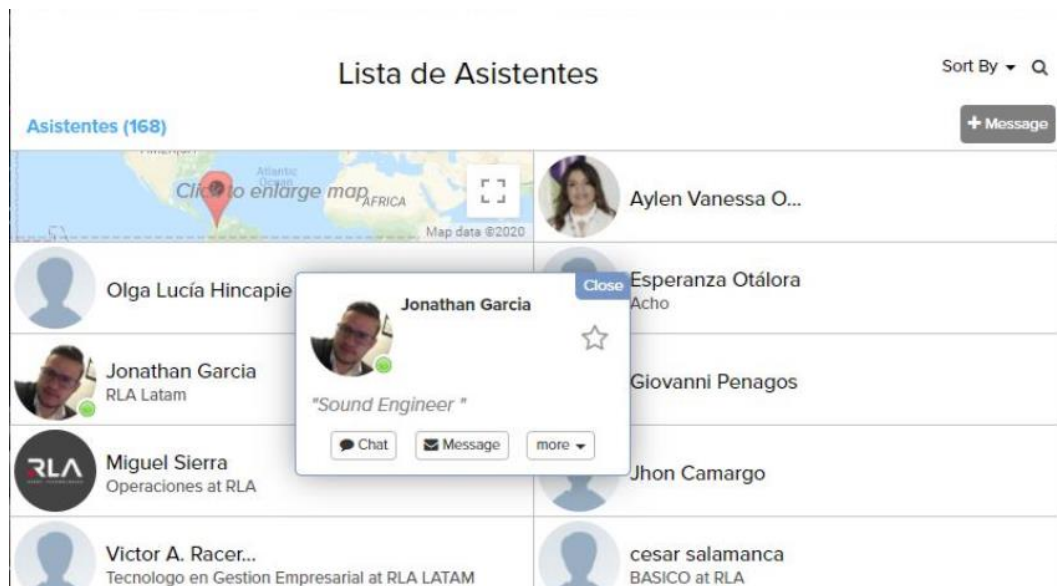 Lista de Asistentes
Sort By
Asistentes (168)
+ Message
Atlantic
Ocean
Click to enlarge map
AFRICA
Map data ©2020
Aylen Vanessa O...
Olga Lucía Hincapie
Esperanza Otálora
Acho
Close
Jonathan Garcia
"Sound Engineer "
Chat
Message
more
Jonathan Garcia
RLA Latam
Giovanni Penagos
RLA
Miguel Sierra
Operaciones at RLA
Jhon Camargo
Victor A. Racer...
Tecnologo en Gestion Empresarial at RLA LATAM
cesar salamanca
BASICO at RLA